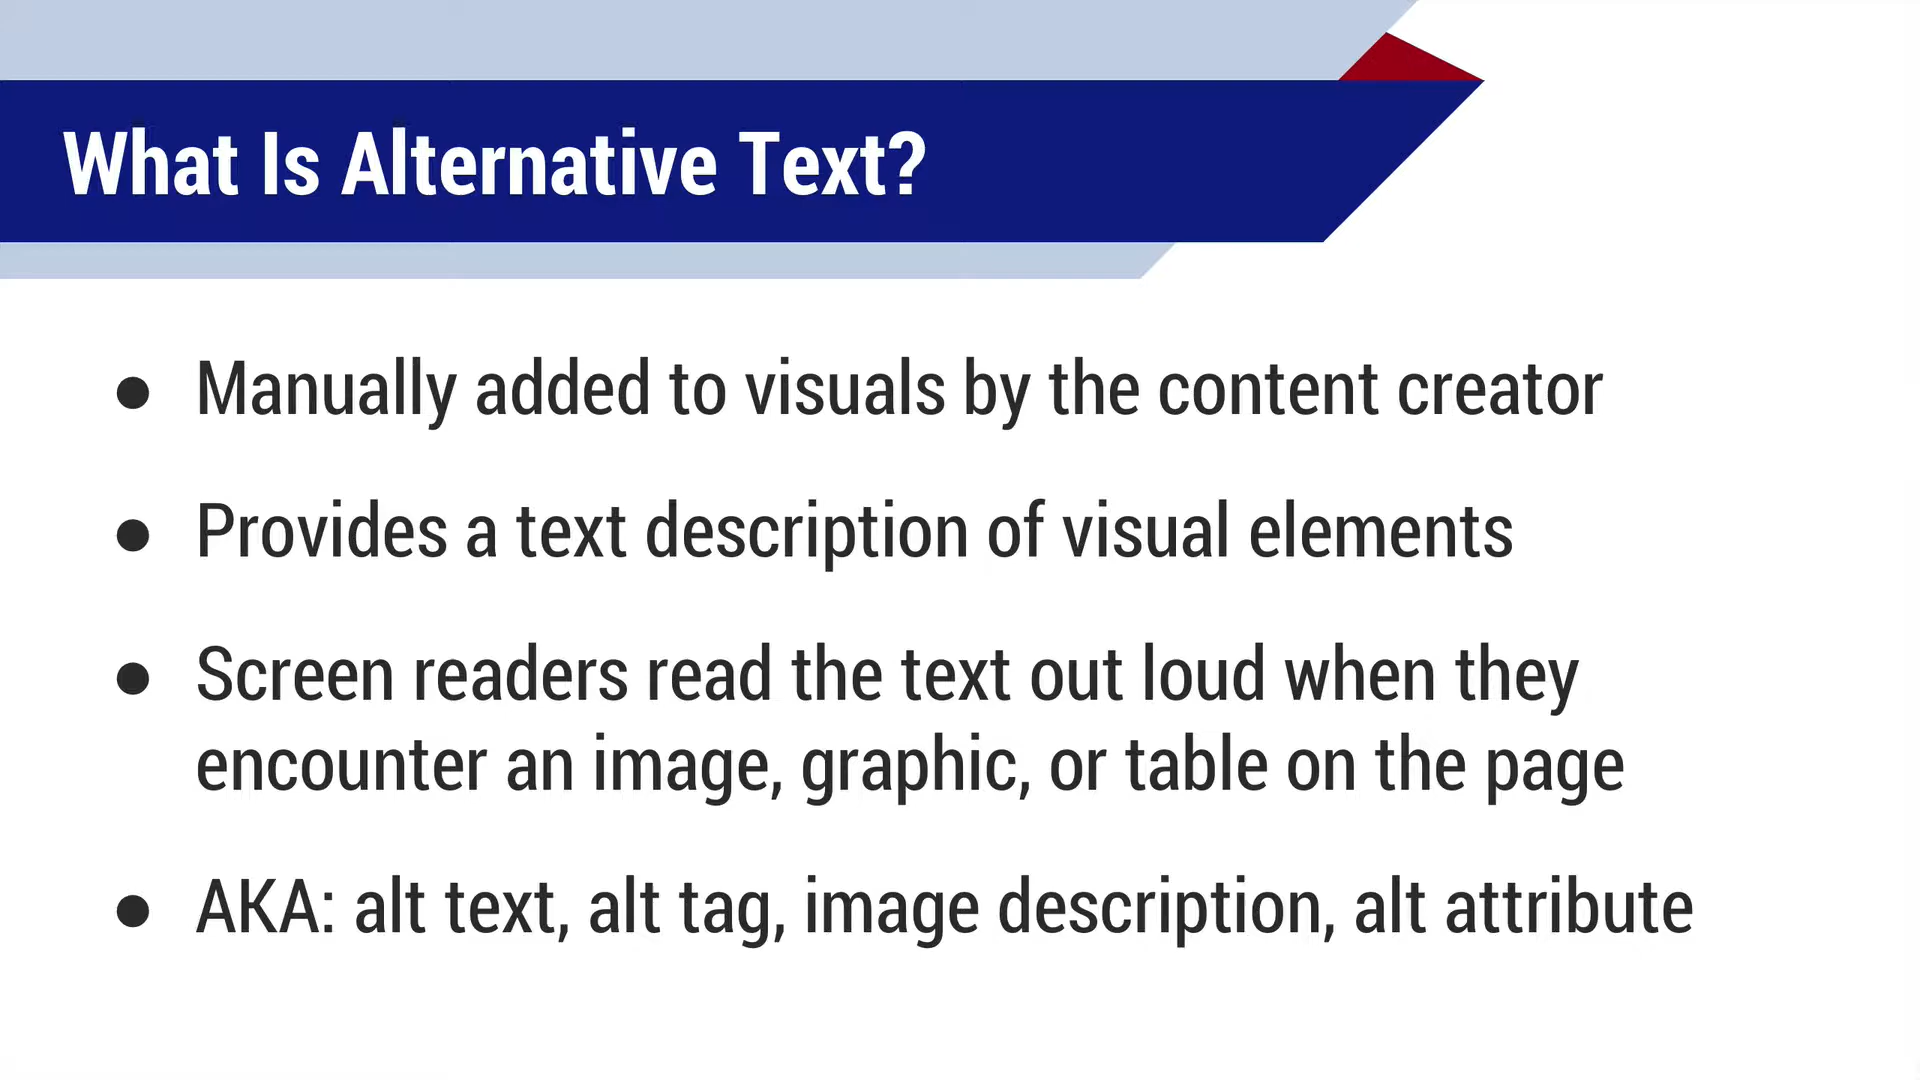 What Is Alternative Text?
● Manually added to visuals by the content creator
● Provides a text description of visual elements
● Screen readers read the text out loud when they
encounter an image, graphic, or table on the page
● AKA: alt text, alt tag, image description, alt attribute